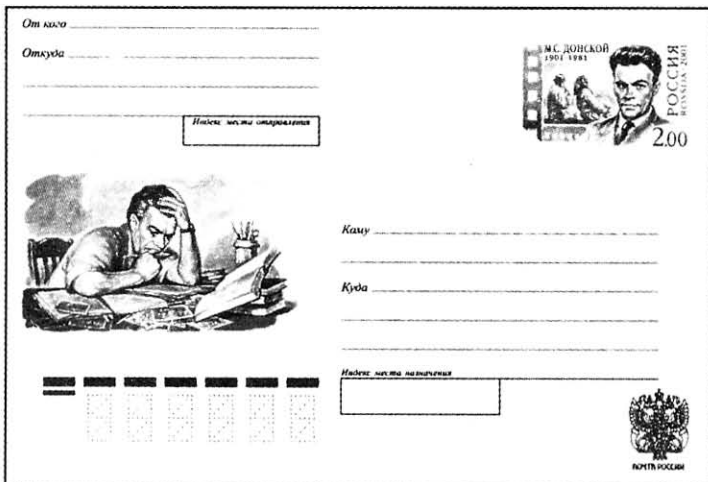 От кого
Откуда
Индекс места отправления
М.С. ДОНСКОЙ
1901 1981
РОССИЯ 2001
ROSSIJA
2.00
Кому
Куда
Индекс места назначения
ПОЧТА РОССИИ